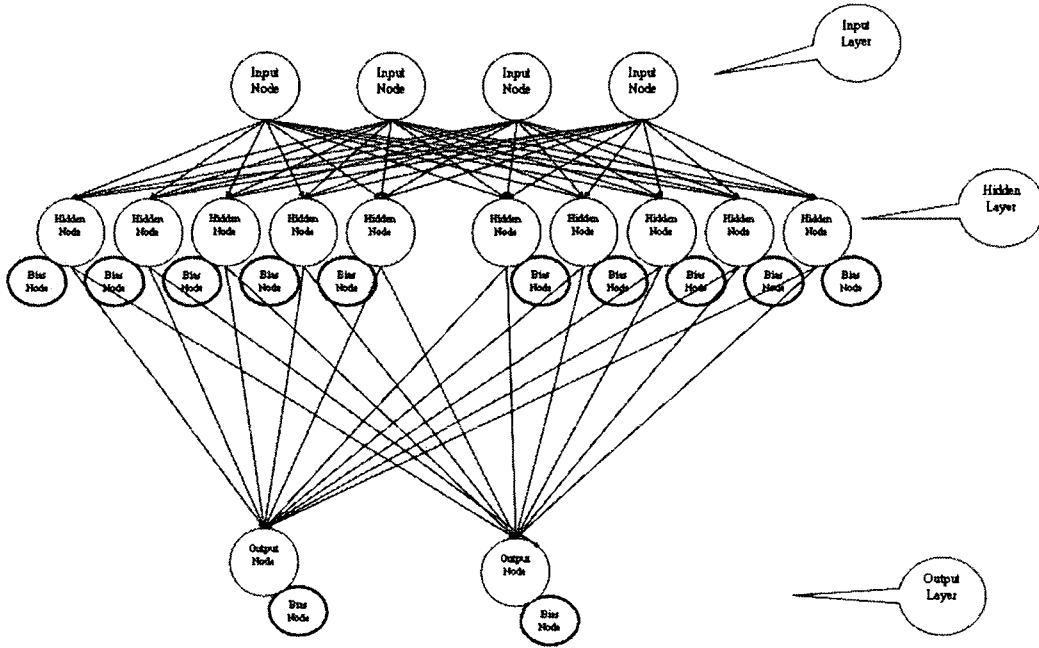 Input
Layer
Input
Node
Input
Node
Input
Node
Input
Node
Hidden
Layer
Hidden
Node
Hidden
Node
Hidden
Node
Hidden
Node
Hidden
Node
Hidden
Node
Hidden
Node
Hidden
Node
Hidden
Node
Hidden
Node
Bias
Node
Bias
Node
Bias
Node
Bias
Node
Bias
Node
Bias
Node
Bias
Node
Bias
Node
Bias
Node
Bias
Node
Output
Node
Output
Node
Output
Layer
Bias
Node
Bias
Node